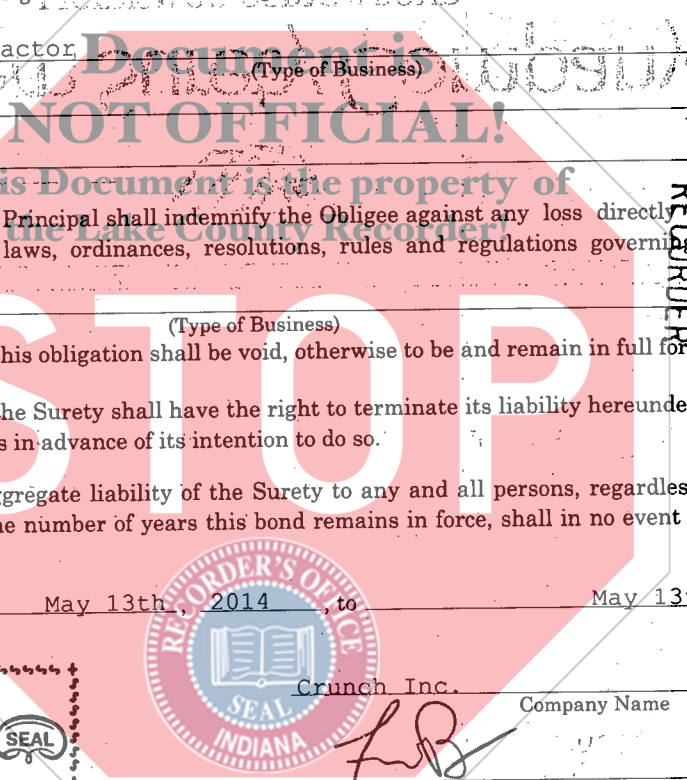 actor
Document is
(Type of Business)
NOT OFFICIAL!
is Document is the property of
Principal shall indemnify the Obligee against any loss directly
the Lake County Recorder!
laws, ordinances, resolutions, rules and regulations governing
RECORDER
STOP
(Type of Business)
his obligation shall be void, otherwise to be and remain in full for
he Surety shall have the right to terminate its liability hereunde
s in advance of its intention to do so.
ggregate liability of the Surety to any and all persons, regardles
e number of years this bond remains in force, shall in no event
May 13th, 2014, to May 13
RECORDER'S OFFICE
SEAL
INDIANA
Crunch Inc.
Company Name
SEAL